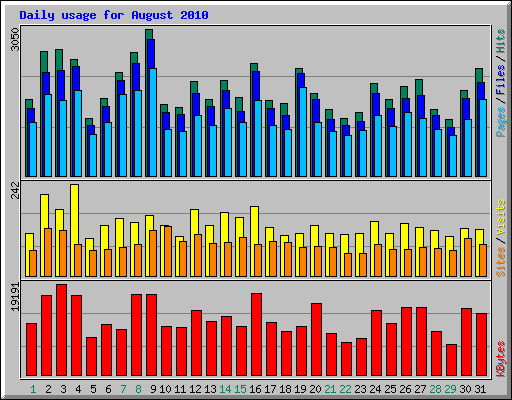 Daily usage for August 2010
3050
Pages / Files / Hits
242
Sites / Visits
19191
KBytes
1 2 3 4 5 6 7 8 9 10 11 12 13 14 15 16 17 18 19 20 21 22 23 24 25 26 27 28 29 30 31